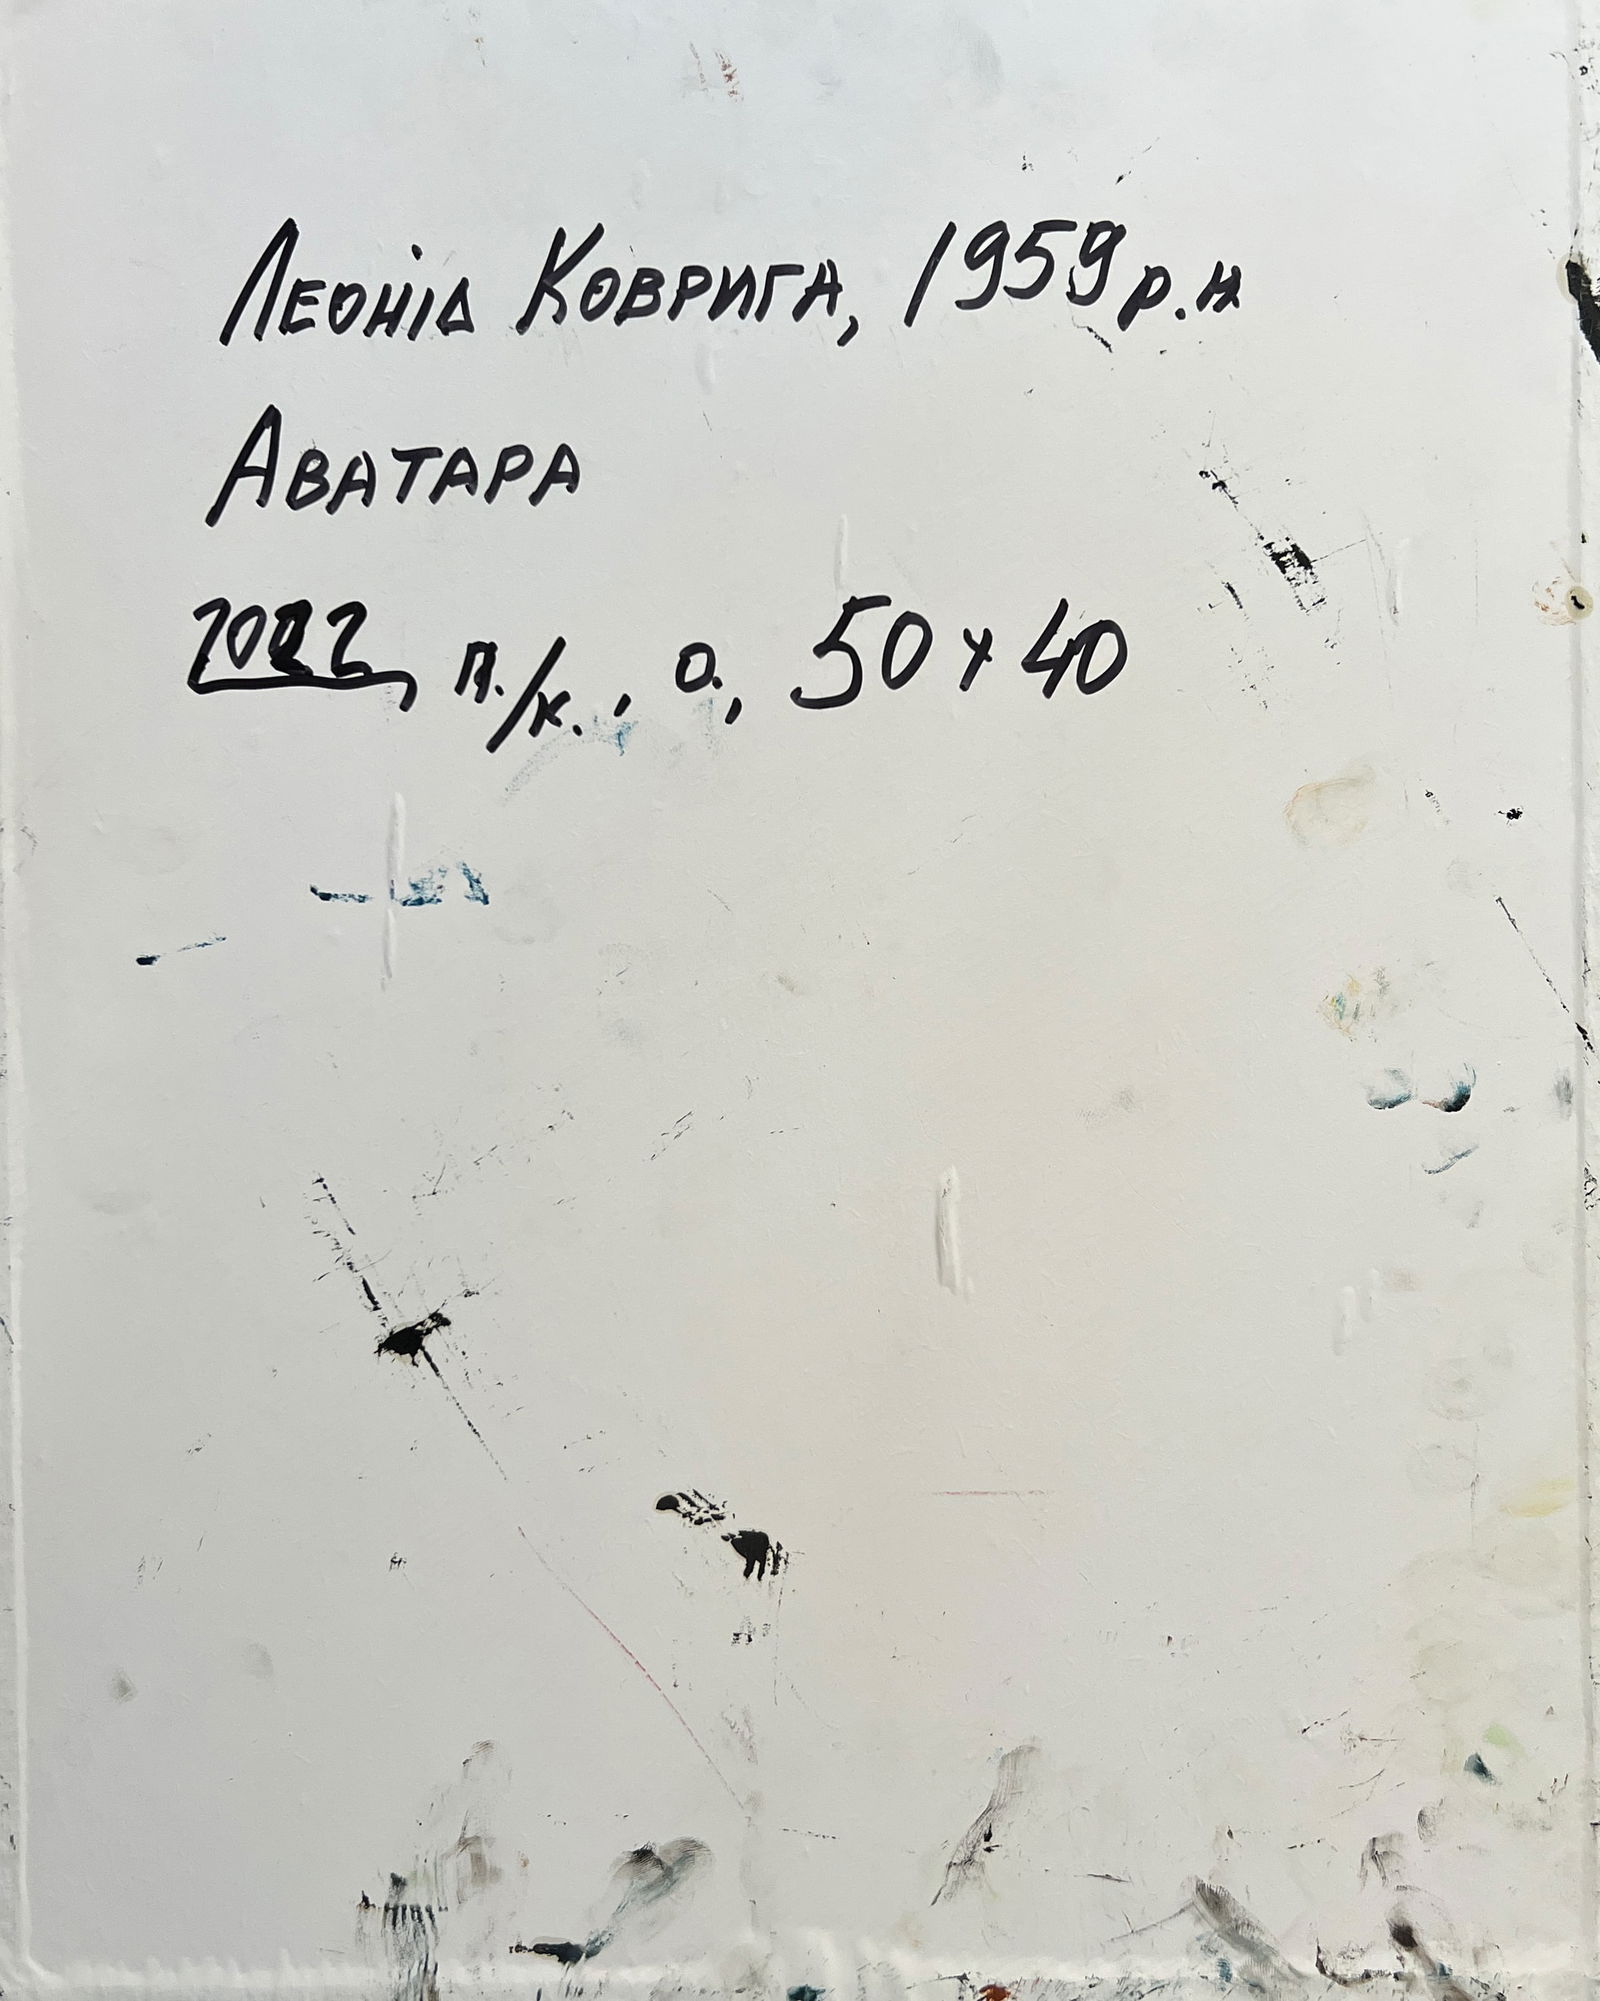 Леонід Коврига, 1959 р.н
Аватара
2022 п./к., о., 50 х 40